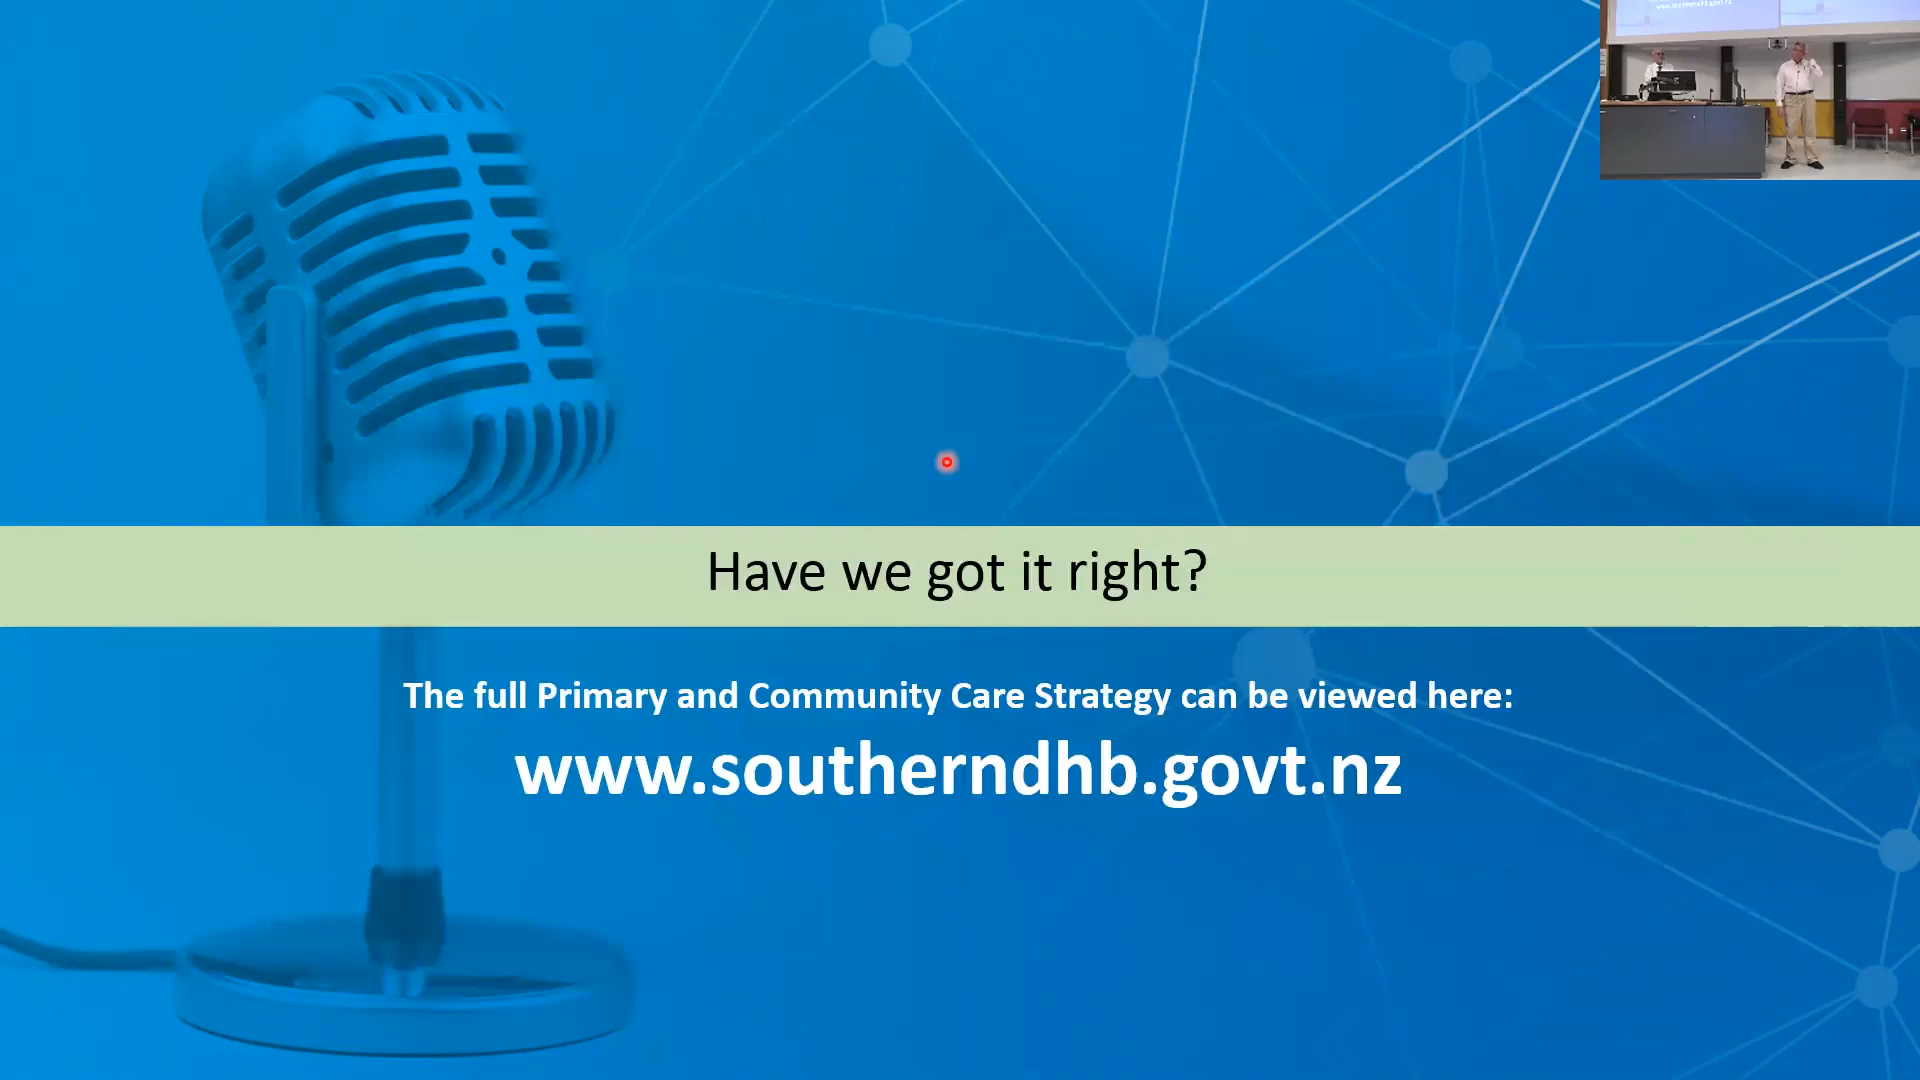 Have we got it right?
The full Primary and Community Care Strategy can be viewed here:
www.southerndhb.govt.nz